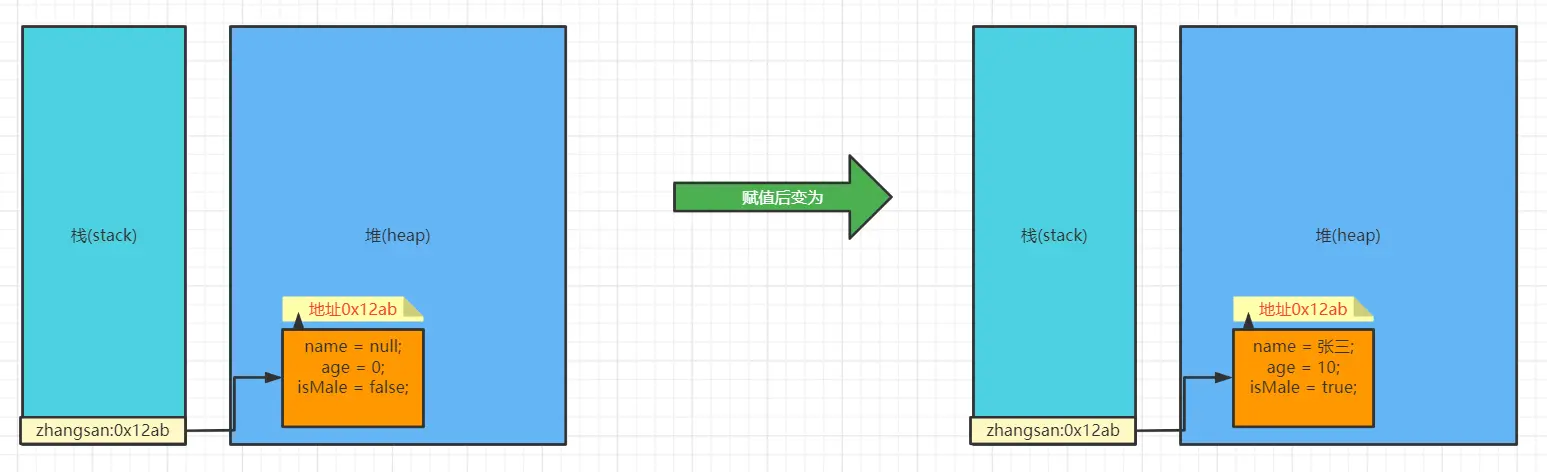 栈(stack)
堆(heap)
地址0x12ab
name = null;
age = 0;
isMale = false;
zhangsan:0x12ab
赋值后变为
栈(stack)
堆(heap)
地址0x12ab
name = 张三;
age = 10;
isMale = true;
zhangsan:0x12ab